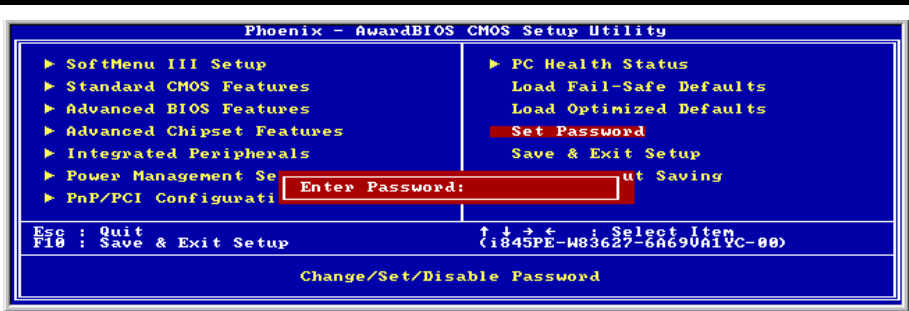 Phoenix - AwardBIOS CMOS Setup Utility
► SoftMenu III Setup
► Standard CMOS Features
► Advanced BIOS Features
► Advanced Chipset Features
► Integrated Peripherals
► Power Management Se
► PnP/PCI Configurati
► PC Health Status
Load Fail-Safe Defaults
Load Optimized Defaults
Set Password
Save & Exit Setup
ut Saving
Enter Password:
Esc : Quit
F10 : Save & Exit Setup
↑ ↓ → ← : Select Item
(i845PE-W83627-6A69VA1YC-00)
Change/Set/Disable Password